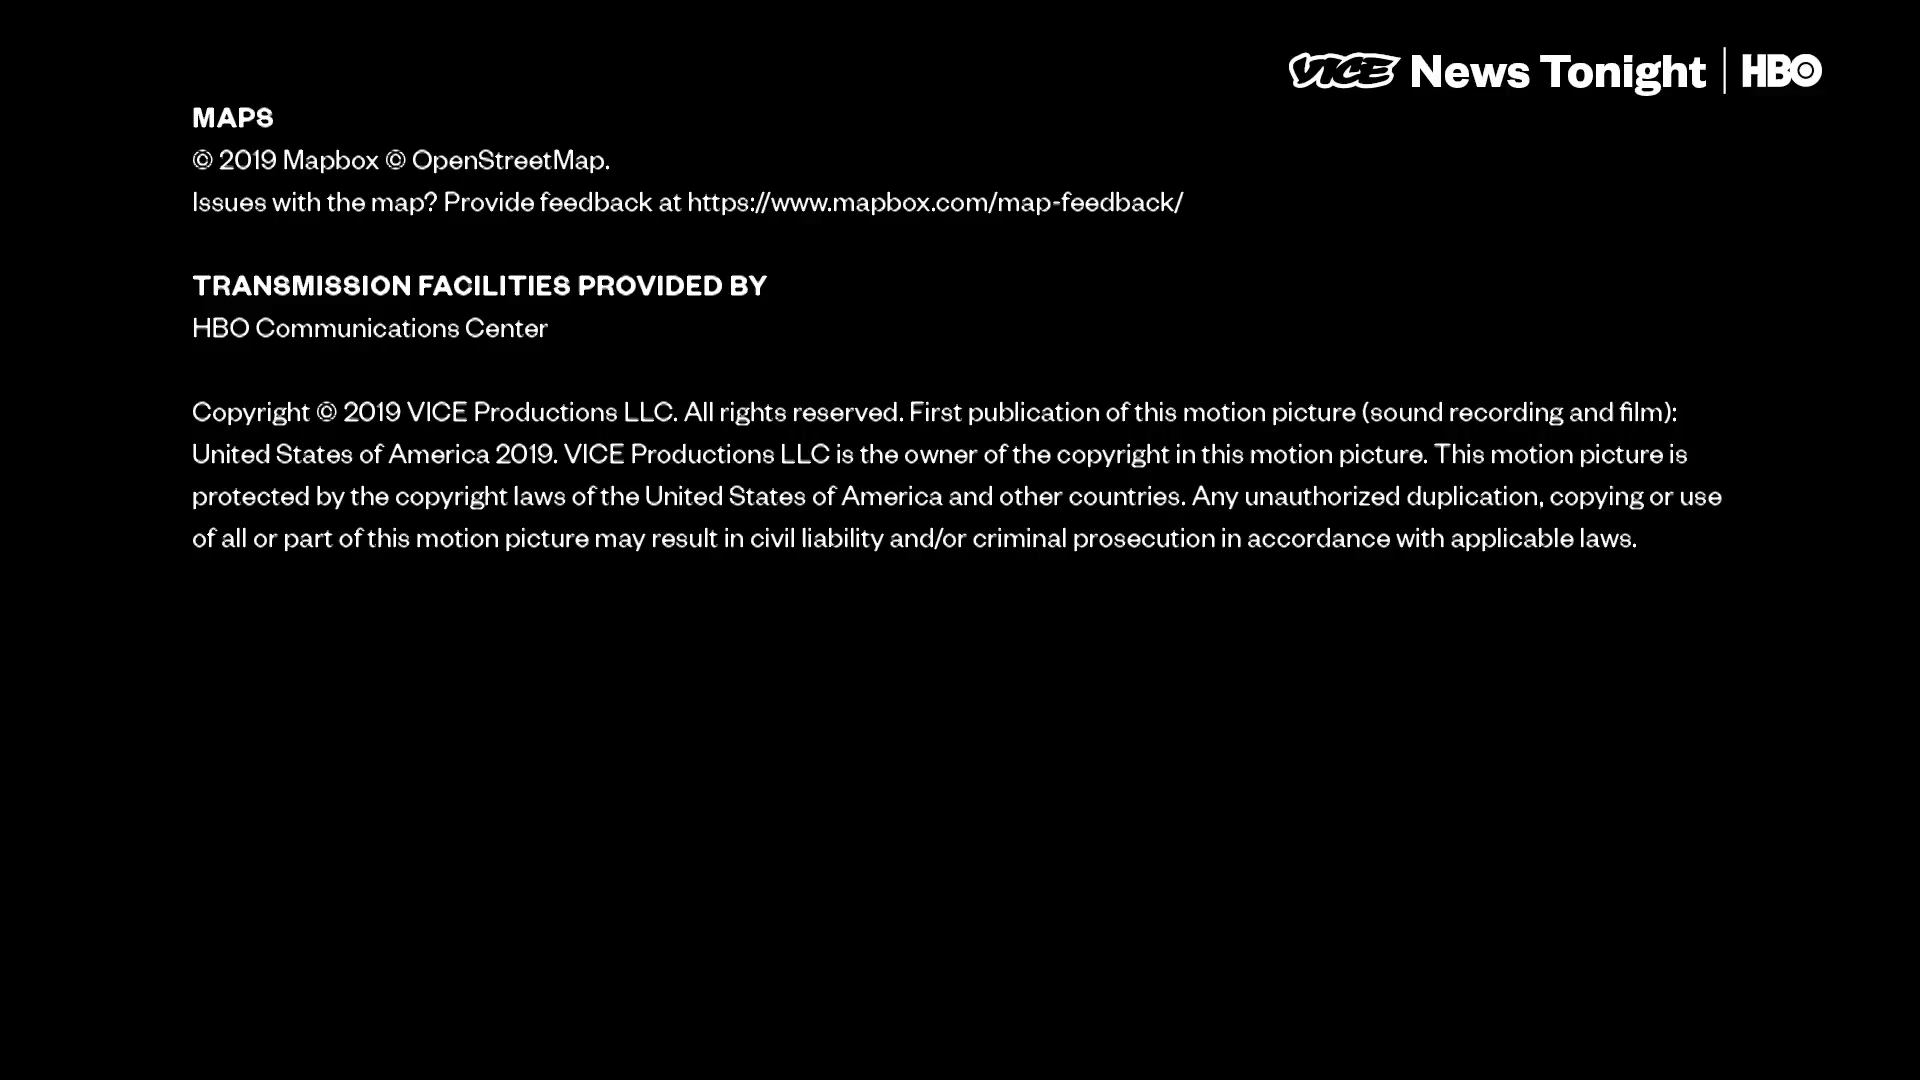 VICE News Tonight | HBO
MAPS
© 2019 Mapbox © OpenStreetMap.
Issues with the map? Provide feedback at https://www.mapbox.com/map-feedback/
TRANSMISSION FACILITIES PROVIDED BY
HBO Communications Center
Copyright © 2019 VICE Productions LLC. All rights reserved. First publication of this motion picture (sound recording and film):
United States of America 2019. VICE Productions LLC is the owner of the copyright in this motion picture. This motion picture is
protected by the copyright laws of the United States of America and other countries. Any unauthorized duplication, copying or use
of all or part of this motion picture may result in civil liability and/or criminal prosecution in accordance with applicable laws.